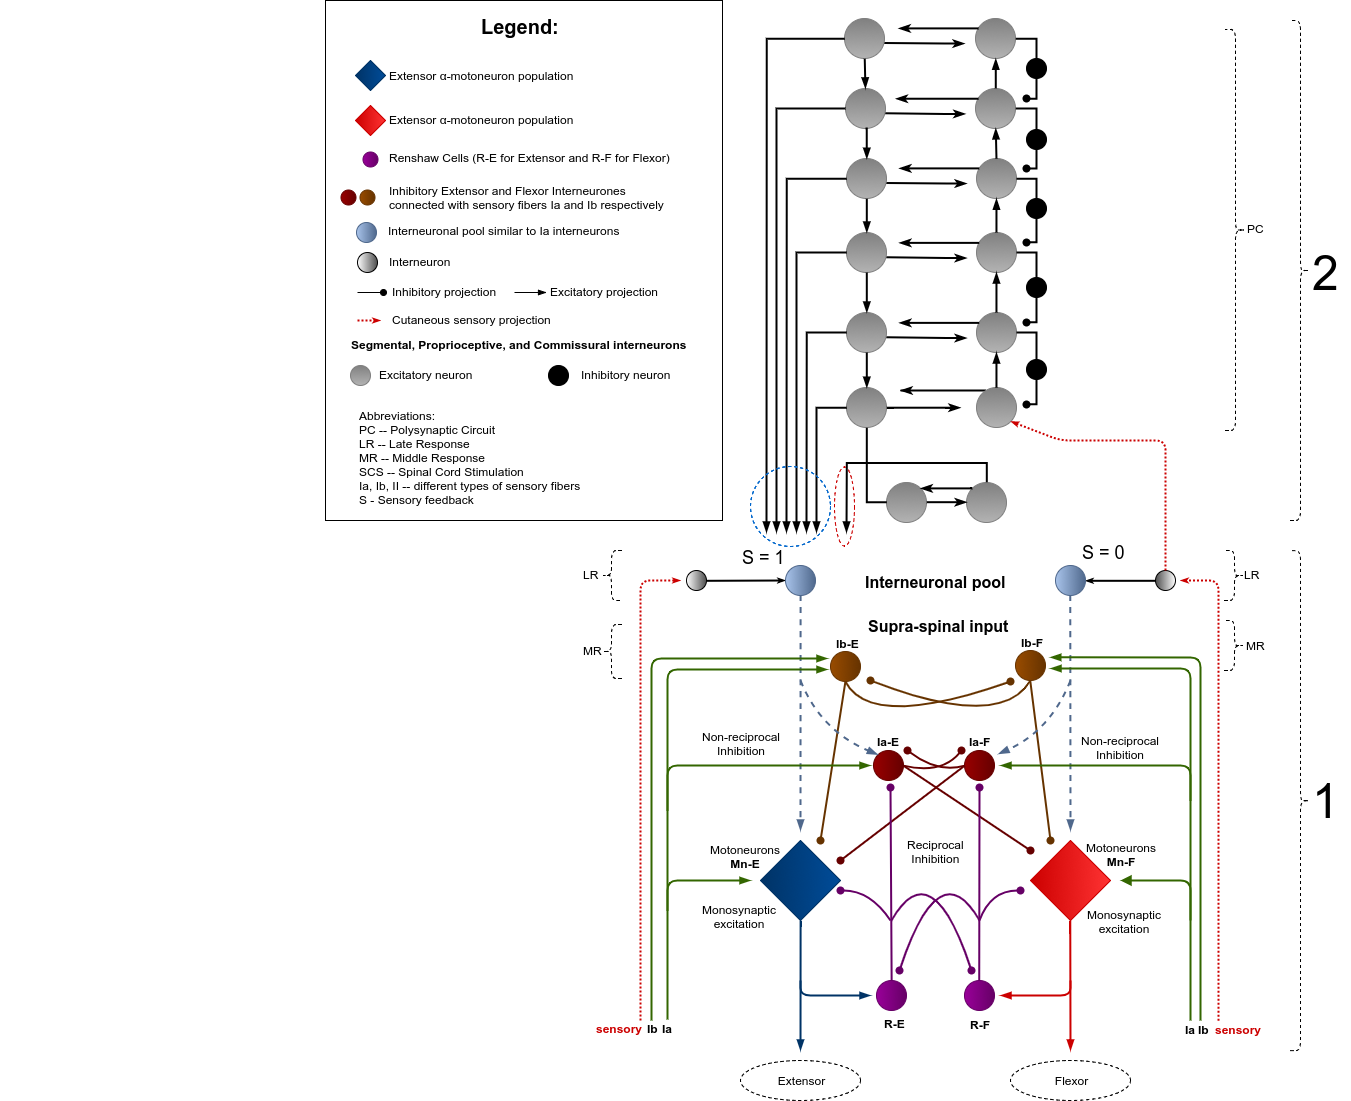 Legend:
Extensor α-motoneuron population
Extensor α-motoneuron population
Renshaw Cells (R-E for Extensor and R-F for Flexor)
Inhibitory Extensor and Flexor Interneurones
connected with sensory fibers Ia and Ib respectively
Interneuronal pool similar to Ia interneurons
Interneuron
Inhibitory projection
Excitatory projection
Cutaneous sensory projection
Segmental, Proprioceptive, and Commissural interneurons
Excitatory neuron
Inhibitory neuron
Abbreviations:
PC -- Polysynaptic Circuit
LR -- Late Response
MR -- Middle Response
SCS -- Spinal Cord Stimulation
Ia, Ib, II -- different types of sensory fibers
S - Sensory feedback
PC
2
S = 1
S = 0
LR
Interneuronal pool
LR
Supra-spinal input
MR
Ib-E
Ib-F
MR
Non-reciprocal
Inhibition
Ia-E
Ia-F
Non-reciprocal
Inhibition
1
Motoneurons
Mn-E
Reciprocal
Inhibition
Motoneurons
Mn-F
Monosynaptic
excitation
Monosynaptic
excitation
R-E
R-F
sensory Ib Ia
Ia Ib sensory
Extensor
Flexor